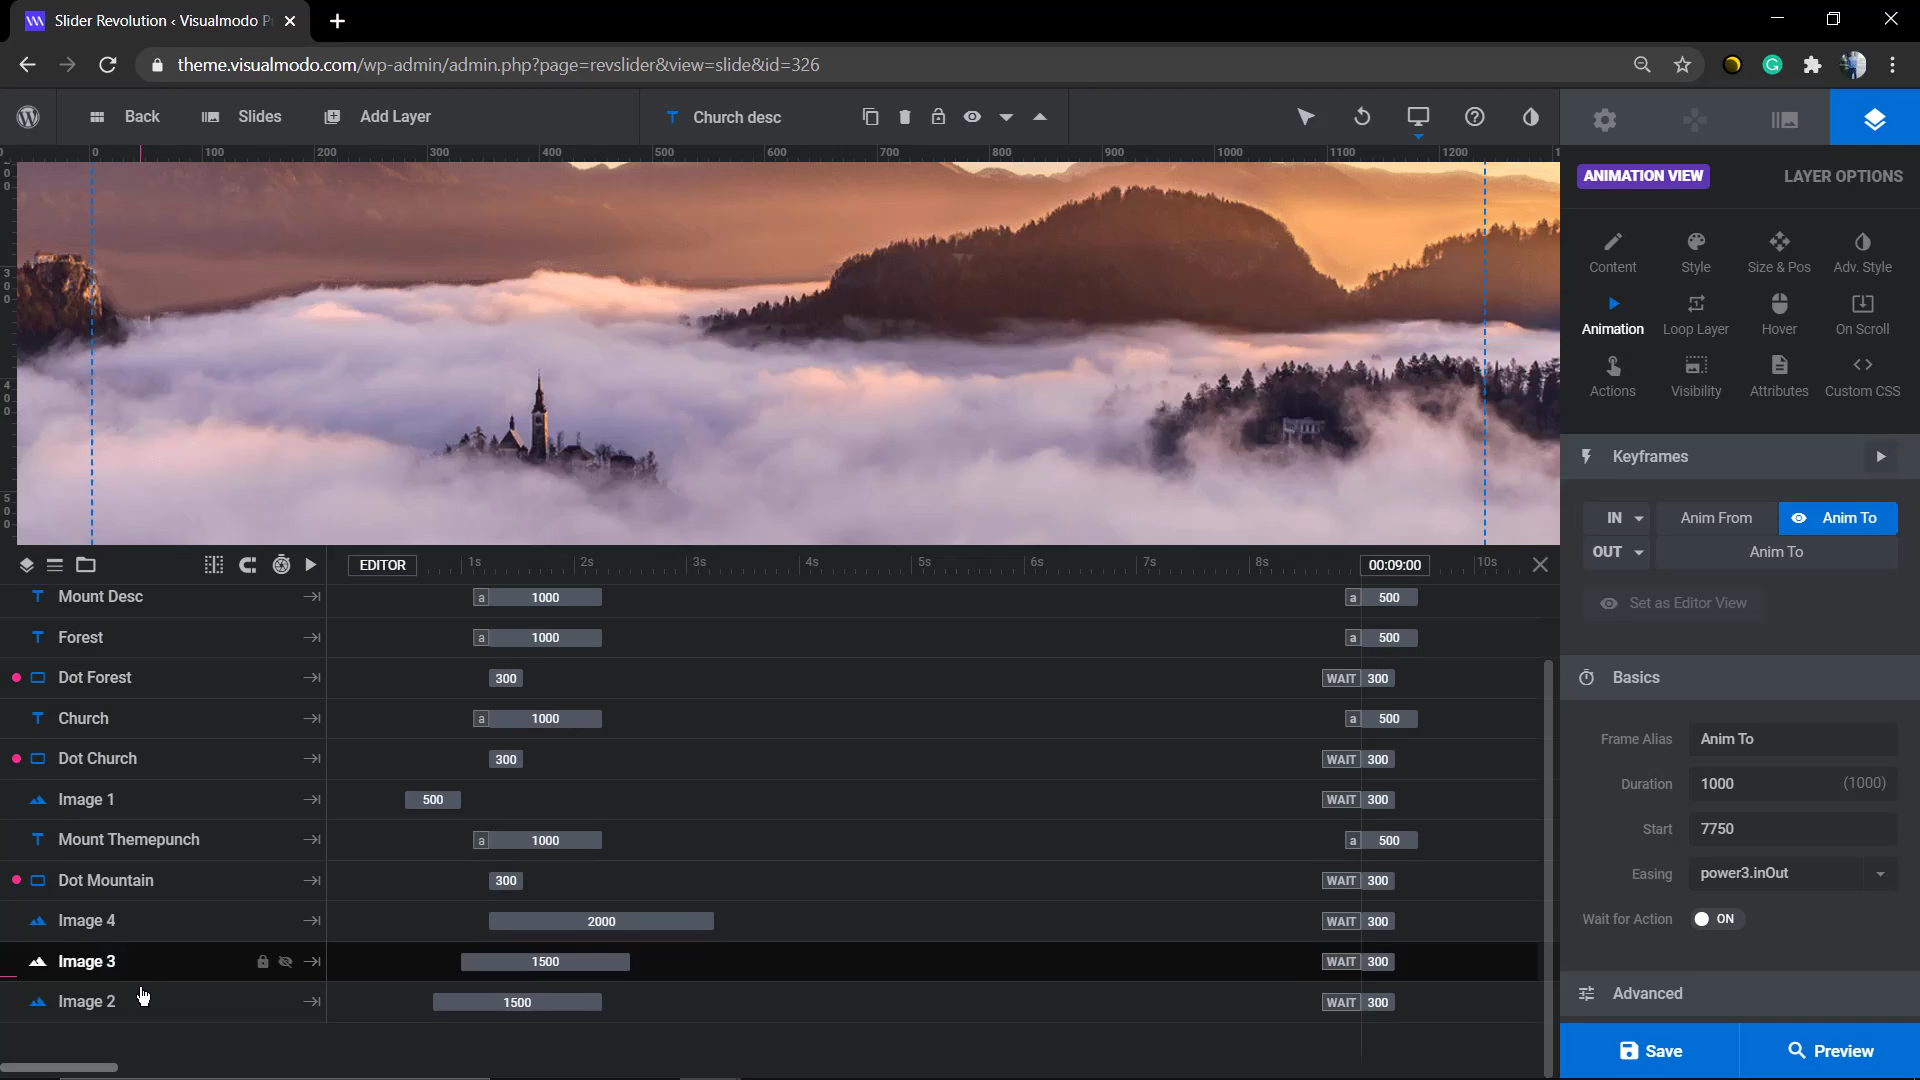 Slider Revolution ‹ Visualmodo P
theme.visualmodo.com/wp-admin/admin.php?page=revslider&view=slide&id=326
Back
Slides
Add Layer
Church desc
0 100 200 300 400 500 600 700 800 900 1000 1100 1200
300
400
500
ANIMATION VIEW
LAYER OPTIONS
Content
Style
Size & Pos
Adv. Style
Animation
Loop Layer
Hover
On Scroll
Actions
Visibility
Attributes
Custom CSS
Keyframes
IN
Anim From
Anim To
OUT
Anim To
Set as Editor View
Basics
Frame Alias Anim To
Duration 1000 (1000)
Start 7750
Easing power3.inOut
Wait for Action ON
Advanced
Save
Preview
EDITOR 1s 2s 3s 4s 5s 6s 7s 8s 00:09:00 10s
Mount Desc a 1000 a 500
Forest a 1000 a 500
Dot Forest 300 WAIT 300
Church a 1000 a 500
Dot Church 300 WAIT 300
Image 1 500 WAIT 300
Mount Themepunch a 1000 a 500
Dot Mountain 300 WAIT 300
Image 4 2000 WAIT 300
Image 3 1500 WAIT 300
Image 2 1500 WAIT 300